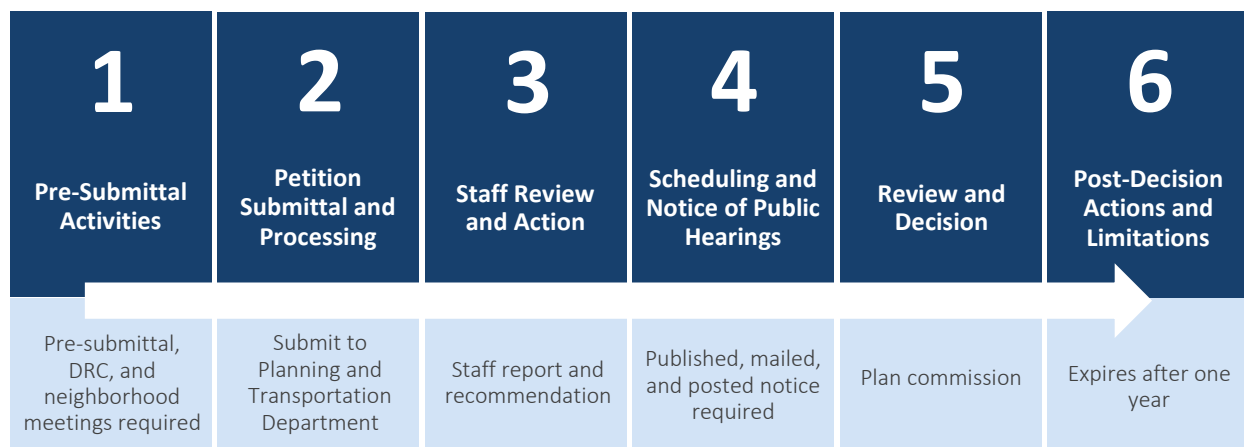 1
Pre-Submittal
Activities
Pre-submittal,
DRC, and
neighborhood
meetings required
2
Petition
Submittal and
Processing
Submit to
Planning and
Transportation
Department
3
Staff Review
and Action
Staff report and
recommendation
4
Scheduling and
Notice of Public
Hearings
Published, mailed,
and posted notice
required
5
Review and
Decision
Plan commission
6
Post-Decision
Actions and
Limitations
Expires after one
year